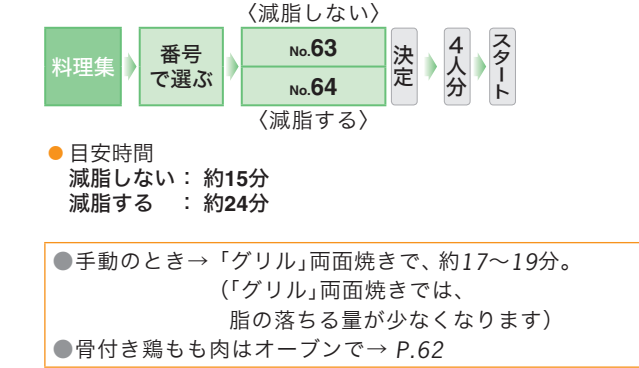 〈減脂しない〉
料理集
番号
で選ぶ
No.63
No.64
決定
4人分
スタート
〈減脂する〉
●目安時間
減脂しない：約15分
減脂する　：約24分
●手動のとき→「グリル」両面焼きで、約17～19分。
（「グリル」両面焼きでは、
脂の落ちる量が少なくなります）
●骨付き鶏もも肉はオーブンで→ P.62